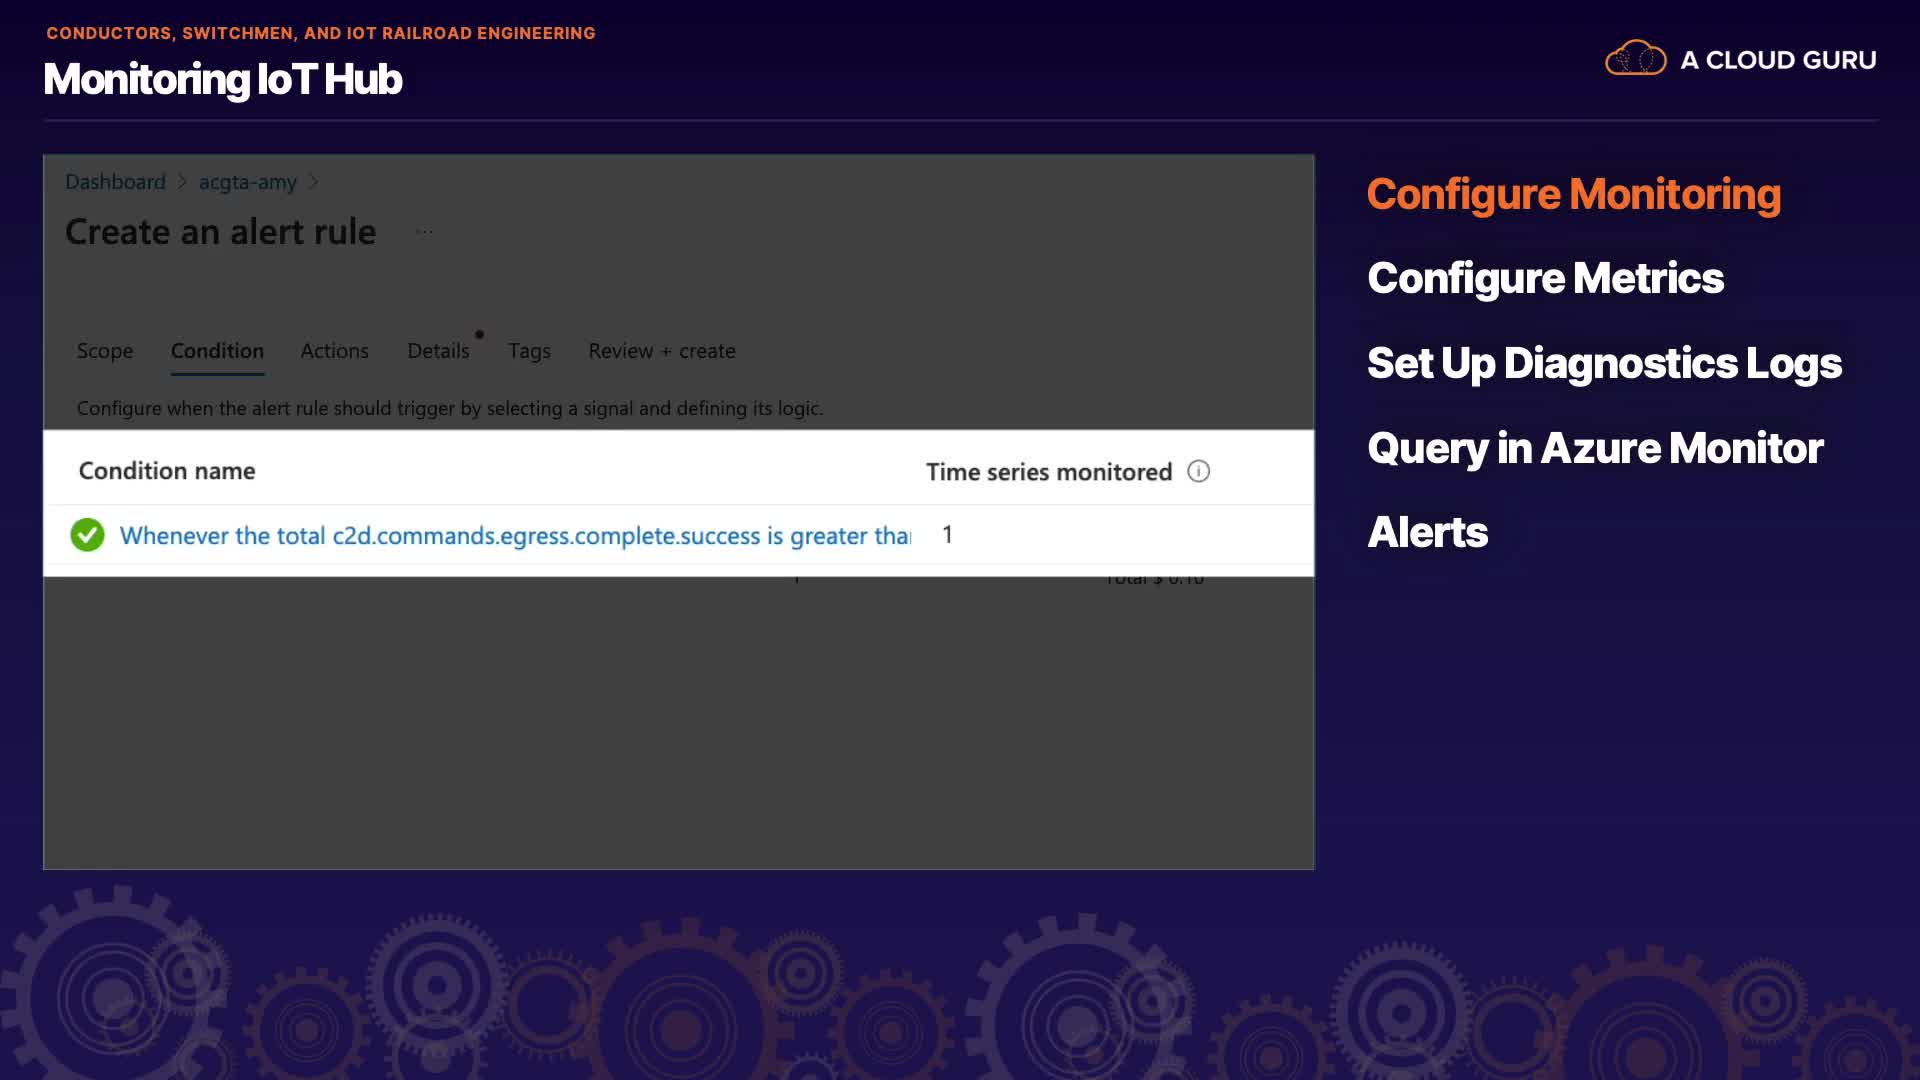 CONDUCTORS, SWITCHMEN, AND IOT RAILROAD ENGINEERING
Monitoring IoT Hub
A CLOUD GURU
Dashboard > acgta-amy >
Create an alert rule ...
Scope Condition Actions Details Tags Review + create
Configure when the alert rule should trigger by selecting a signal and defining its logic.
Condition name Time series monitored
Whenever the total c2d.commands.egress.complete.success is greater tha 1
Total $ 0.10
Configure Monitoring
Configure Metrics
Set Up Diagnostics Logs
Query in Azure Monitor
Alerts